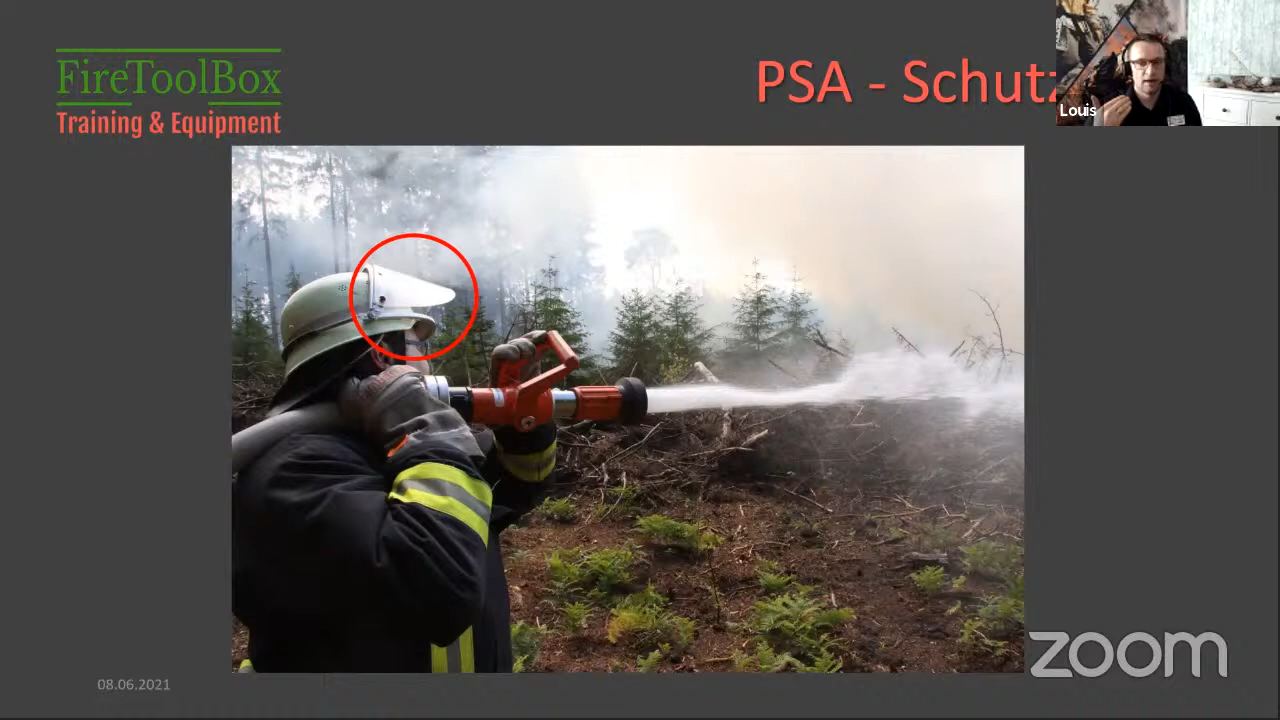 FireToolBox
Training & Equipment
PSA - Schutz
Louis
08.06.2021
zoom